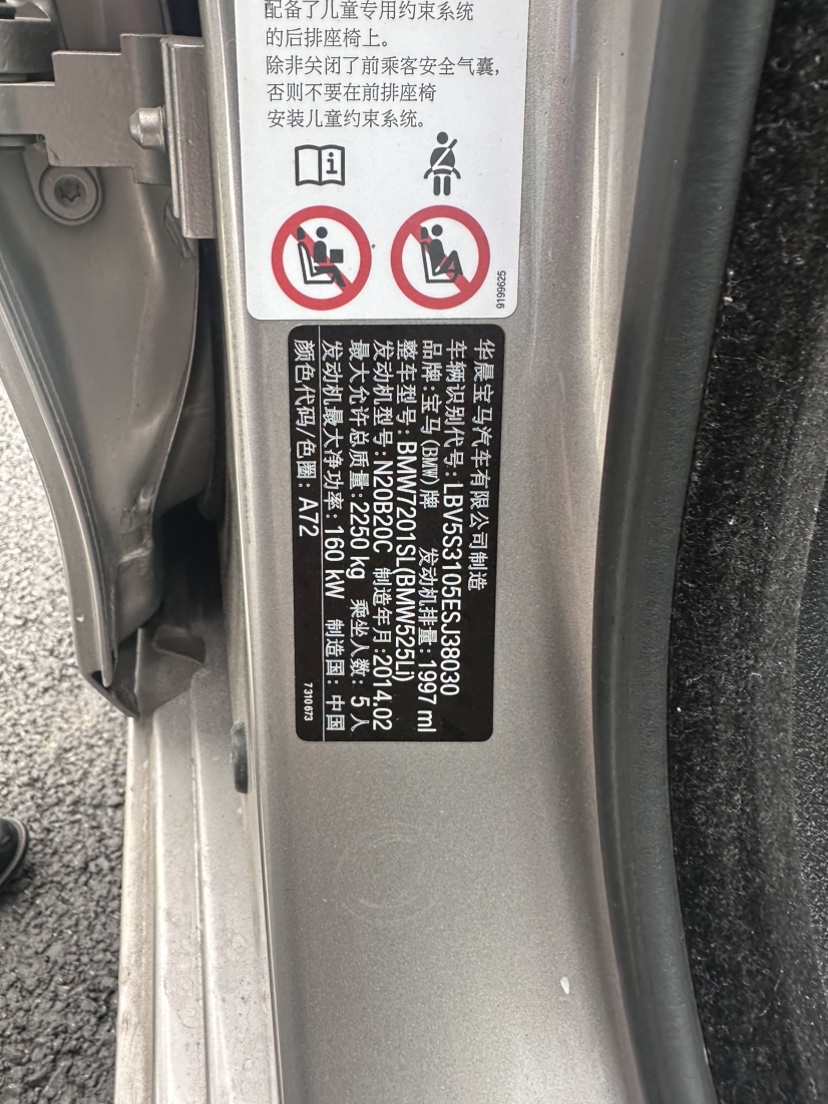 配备了儿童专用约束系统
的后排座椅上。
除非关闭了前乘客安全气囊，
否则不要在前排座椅
安装儿童约束系统。
9199625
华晨宝马汽车有限公司制造
车辆识别代号：LBV5S3105ESJ38030
品牌：宝马(BMW)牌 发动机排量：1997 ml
整车型号：BMW7201SL(BMW525Li)
发动机型号：N20B20C 制造年月：2014.02
最大允许总质量：2250 kg 乘坐人数：5 人
发动机最大净功率：160 kW 制造国：中国
颜色代码/色圈：A72 7 310 673